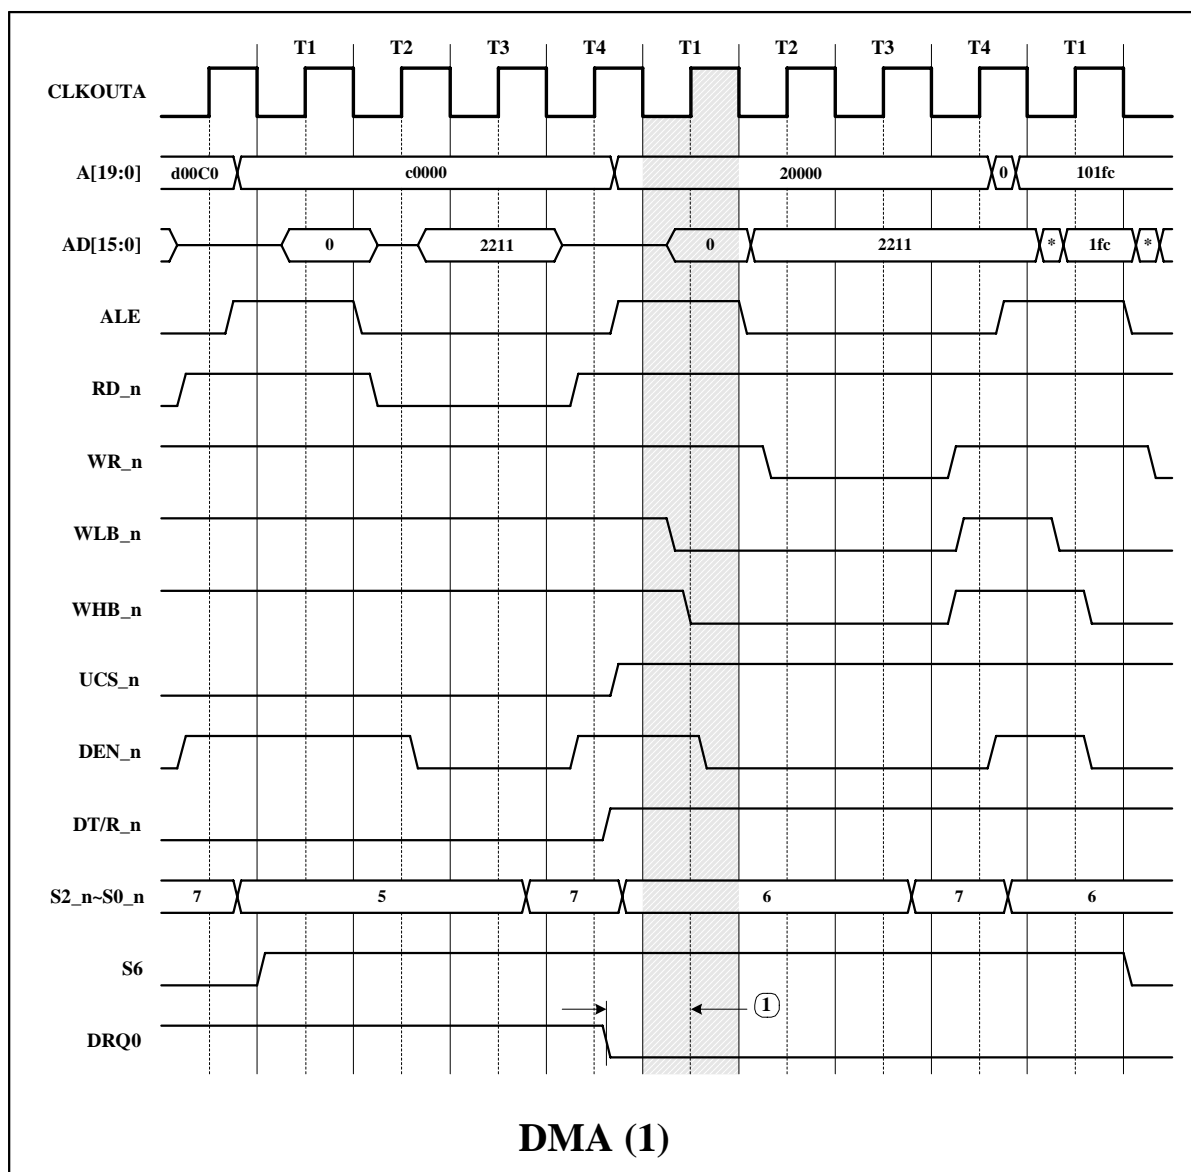 T1 T2 T3 T4 T1 T2 T3 T4 T1
CLKOUTA
A[19:0] d00C0 c0000 20000 0 101fc
AD[15:0] 0 2211 0 2211 * 1fc *
ALE
RD_n
WR_n
WLB_n
WHB_n
UCS_n
DEN_n
DT/R_n
S2_n~S0_n 7 5 7 6 7 6
S6
1
DRQ0
DMA (1)